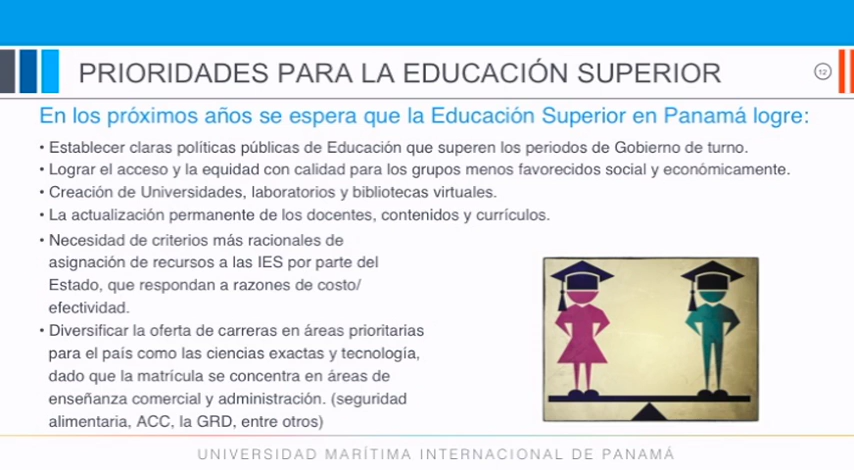 PRIORIDADES PARA LA EDUCACIÓN SUPERIOR
12
En los próximos años se espera que la Educación Superior en Panamá logre:
• Establecer claras políticas públicas de Educación que superen los periodos de Gobierno de turno.
• Lograr el acceso y la equidad con calidad para los grupos menos favorecidos social y económicamente.
• Creación de Universidades, laboratorios y bibliotecas virtuales.
• La actualización permanente de los docentes, contenidos y currículos.
• Necesidad de criterios más racionales de
asignación de recursos a las IES por parte del
Estado, que respondan a razones de costo/
efectividad.
• Diversificar la oferta de carreras en áreas prioritarias
para el país como las ciencias exactas y tecnología,
dado que la matrícula se concentra en áreas de
enseñanza comercial y administración. (seguridad
alimentaria, ACC, la GRD, entre otros)
UNIVERSIDAD MARÍTIMA INTERNACIONAL DE PANAMÁ